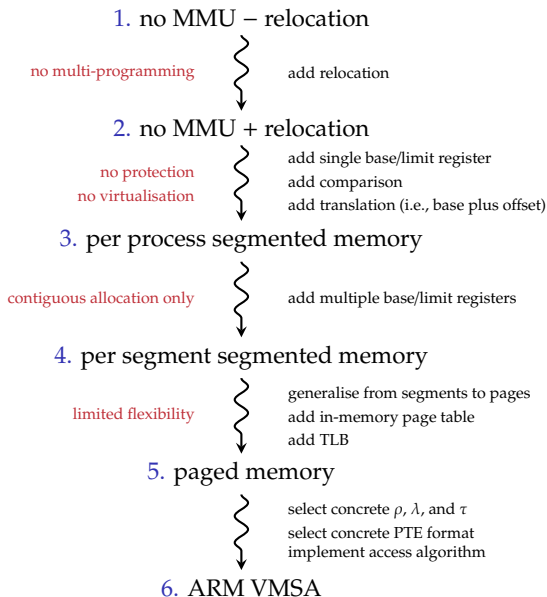 1. no MMU − relocation
no multi-programming
add relocation
2. no MMU + relocation
no protection
no virtualisation
add single base/limit register
add comparison
add translation (i.e., base plus offset)
3. per process segmented memory
contiguous allocation only
add multiple base/limit registers
4. per segment segmented memory
limited flexibility
generalise from segments to pages
add in-memory page table
add TLB
5. paged memory
select concrete ρ, λ, and τ
select concrete PTE format
implement access algorithm
6. ARM VMSA